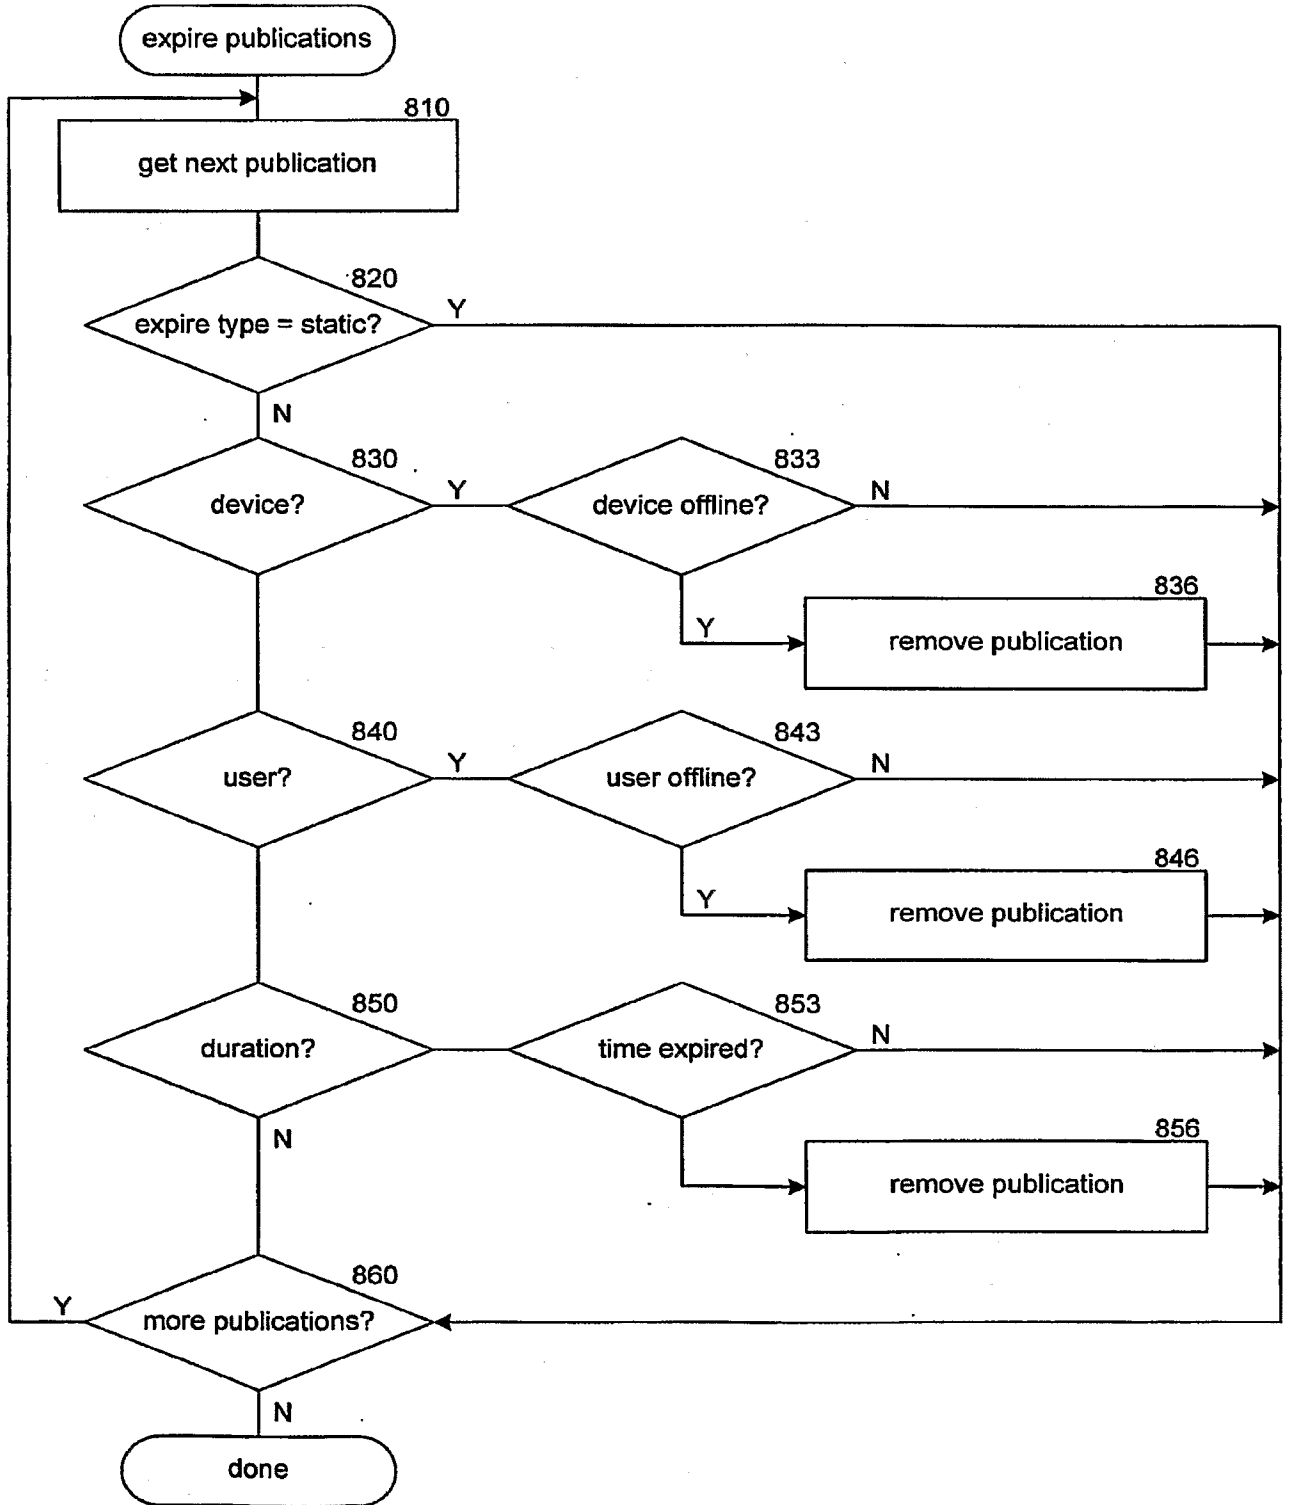 expire publications
810
get next publication
820
expire type = static?
Y
N
830
device?
Y
833
device offline?
N
Y
836
remove publication
840
user?
Y
843
user offline?
N
Y
846
remove publication
850
duration?
853
time expired?
N
N
856
remove publication
860
more publications?
Y
N
done